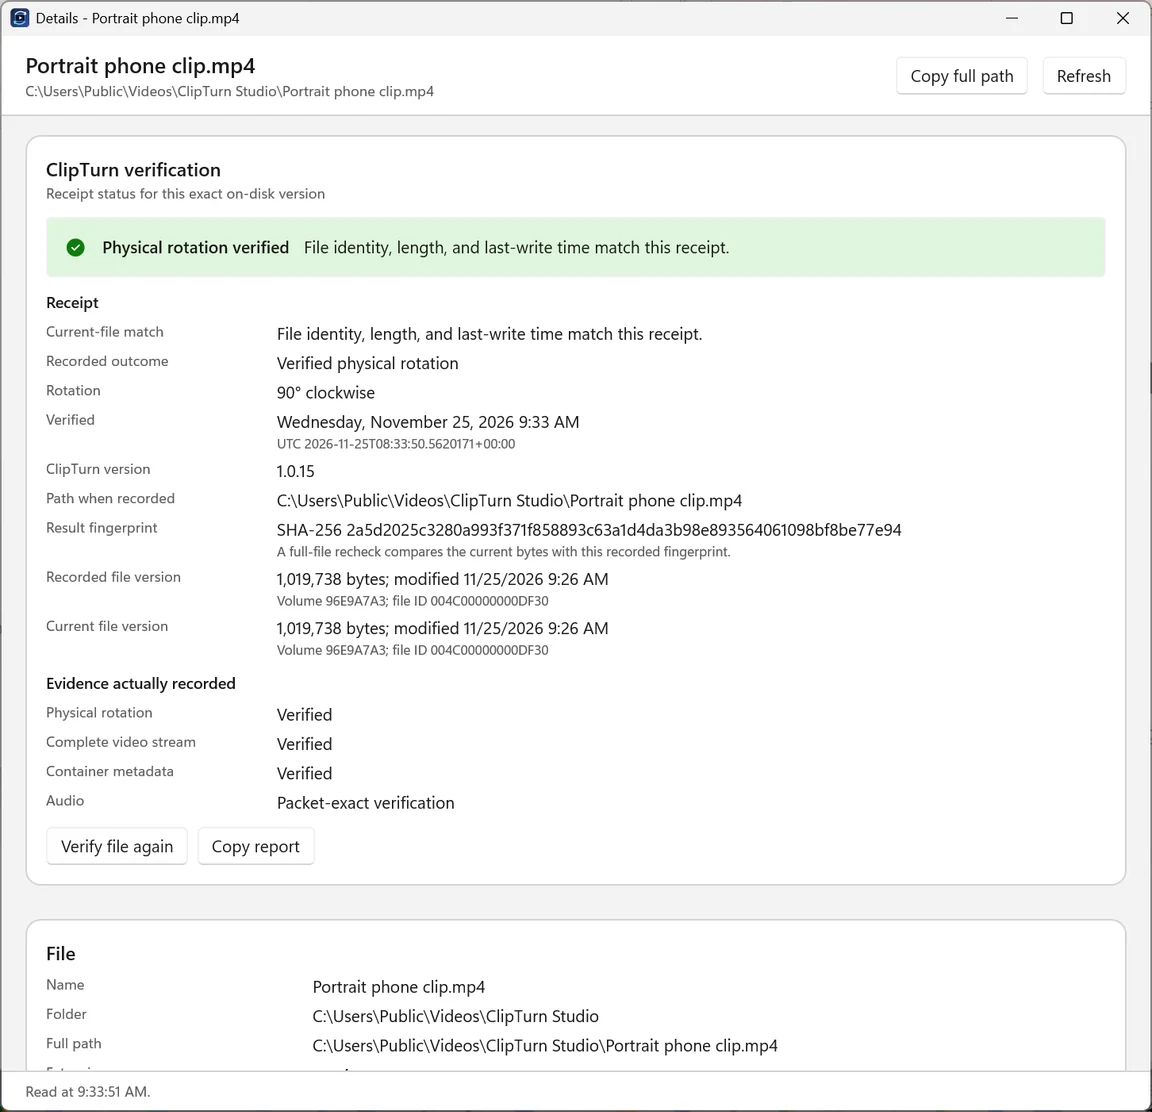 Details - Portrait phone clip.mp4
Portrait phone clip.mp4
C:\Users\Public\Videos\ClipTurn Studio\Portrait phone clip.mp4
Copy full path
Refresh
ClipTurn verification
Receipt status for this exact on-disk version
Physical rotation verified File identity, length, and last-write time match this receipt.
Receipt
Current-file match File identity, length, and last-write time match this receipt.
Recorded outcome Verified physical rotation
Rotation 90° clockwise
Verified Wednesday, November 25, 2026 9:33 AM
UTC 2026-11-25T08:33:50.5620171+00:00
ClipTurn version 1.0.15
Path when recorded C:\Users\Public\Videos\ClipTurn Studio\Portrait phone clip.mp4
Result fingerprint SHA-256 2a5d2025c3280a993f371f858893c63a1d4da3b98e893564061098bf8be77e94
A full-file recheck compares the current bytes with this recorded fingerprint.
Recorded file version 1,019,738 bytes; modified 11/25/2026 9:26 AM
Volume 96E9A7A3; file ID 004C00000000DF30
Current file version 1,019,738 bytes; modified 11/25/2026 9:26 AM
Volume 96E9A7A3; file ID 004C00000000DF30
Evidence actually recorded
Physical rotation Verified
Complete video stream Verified
Container metadata Verified
Audio Packet-exact verification
Verify file again
Copy report
File
Name Portrait phone clip.mp4
Folder C:\Users\Public\Videos\ClipTurn Studio
Full path C:\Users\Public\Videos\ClipTurn Studio\Portrait phone clip.mp4
Read at 9:33:51 AM.